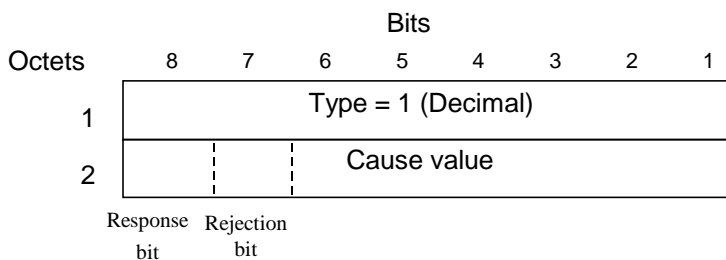 Bits
Octets 8 7 6 5 4 3 2 1
1 Type = 1 (Decimal)
2 Cause value
Response Rejection
bit bit